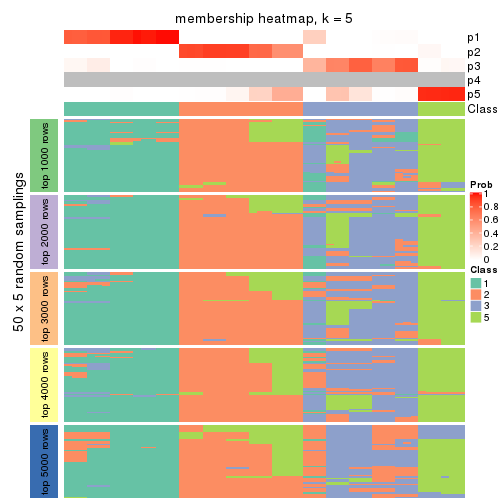 membership heatmap, k = 5
p1
p2
p3
p4
p5
Class
50 x 5 random samplings
top 1000 rows
top 2000 rows
top 3000 rows
top 4000 rows
top 5000 rows
Prob
1
0.8
0.6
0.4
0.2
0
Class
1
2
3
5